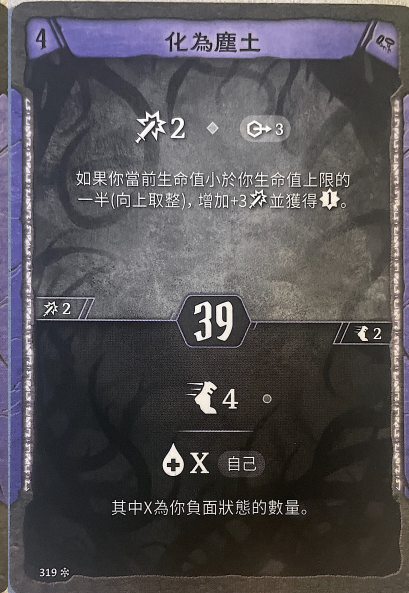 4 化為塵土
2 3
如果你當前生命值小於你生命值上限的
一半(向上取整), 增加+3 並獲得 。
2
39
2
4
X 自己
其中X為你負面狀態的數量。
319